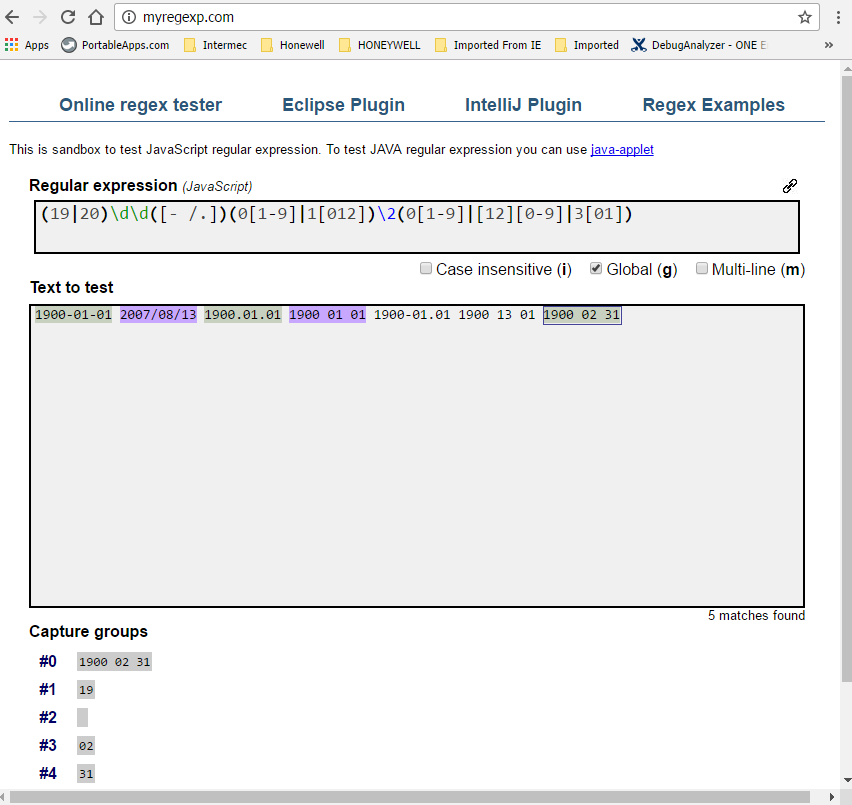 myregexp.com
Apps PortableApps.com Intermec Honewell HONEYWELL Imported From IE Imported DebugAnalyzer - ONE E »
Online regex tester Eclipse Plugin IntelliJ Plugin Regex Examples
This is sandbox to test JavaScript regular expression. To test JAVA regular expression you can use java-applet
Regular expression (JavaScript)
(19|20)\d\d([- /.])(0[1-9]|1[012])\2(0[1-9]|[12][0-9]|3[01])
Case insensitive (i) Global (g) Multi-line (m)
Text to test
1900-01-01 2007/08/13 1900.01.01 1900 01 01 1900-01.01 1900 13 01 1900 02 31
5 matches found
Capture groups
#0 1900 02 31
#1 19
#2
#3 02
#4 31